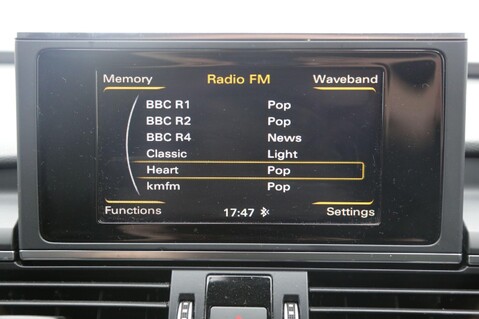 Memory Radio FM Waveband
BBC R1 Pop
BBC R2 Pop
BBC R4 News
Classic Light
Heart Pop
kmfm Pop
Functions 17:47 Settings